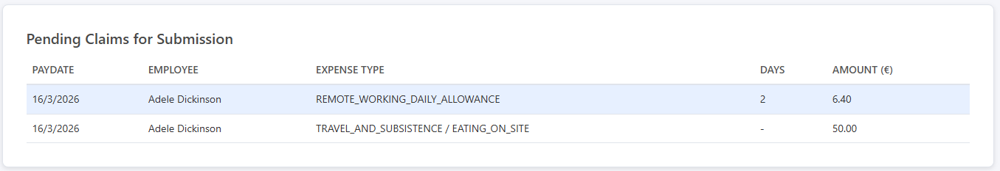 Pending Claims for Submission
PAYDATE EMPLOYEE EXPENSE TYPE DAYS AMOUNT (€)
16/3/2026 Adele Dickinson REMOTE_WORKING_DAILY_ALLOWANCE 2 6.40
16/3/2026 Adele Dickinson TRAVEL_AND_SUBSISTENCE / EATING_ON_SITE - 50.00